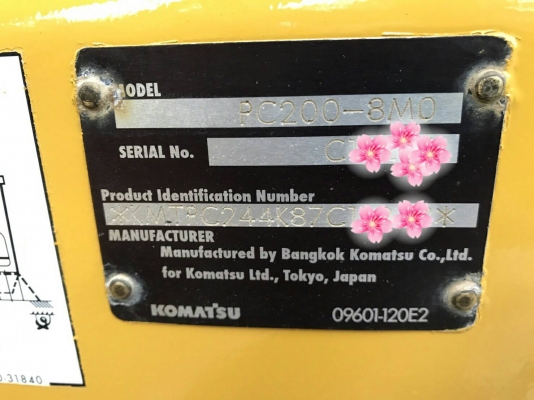 MODEL
PC200-8M0
SERIAL No.
Product Identification Number
MANUFACTURER
Manufactured by Bangkok Komatsu Co.,Ltd.
for Komatsu Ltd., Tokyo, Japan
KOMATSU 09601-120E2
-31840